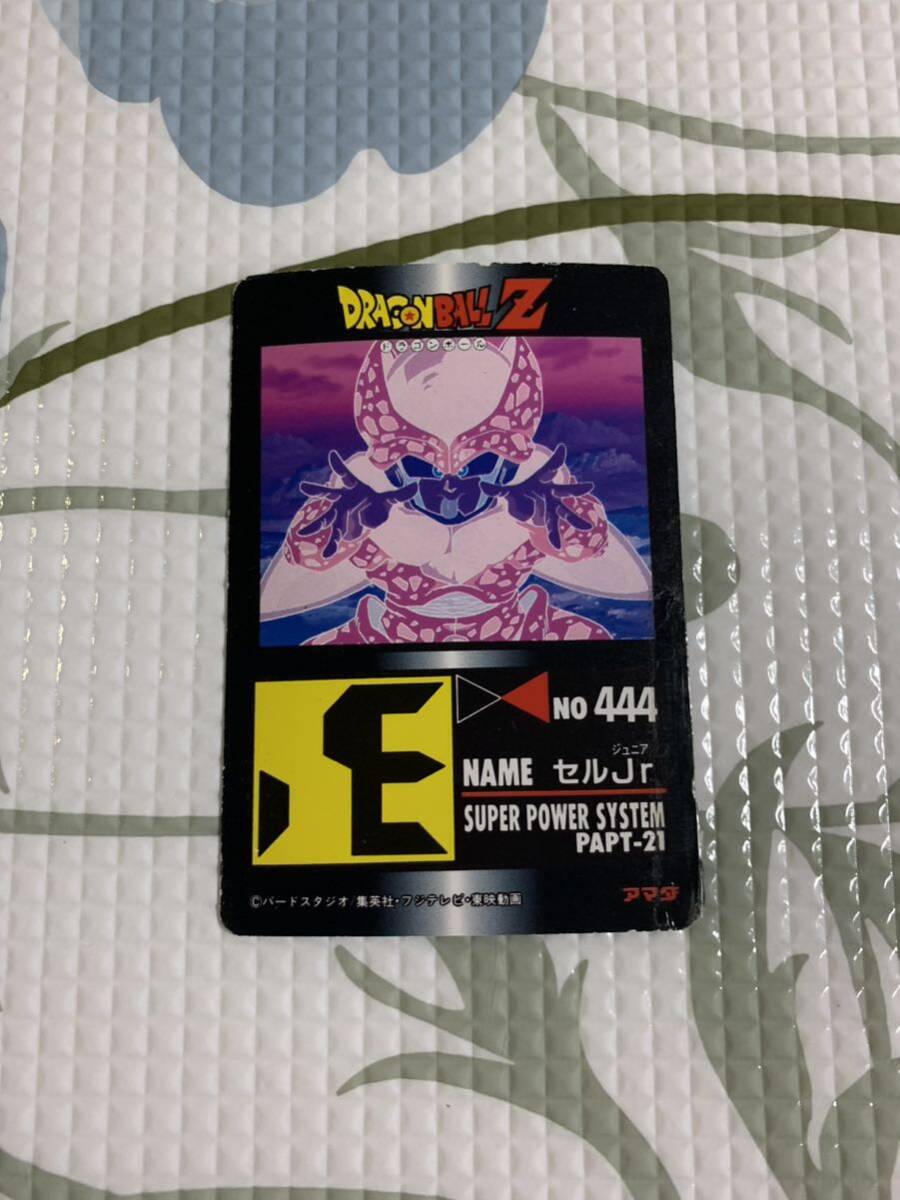 DRAGON BALL Z
ドラゴンボール
NO 444
ジュニア
NAME セルJr
SUPER POWER SYSTEM
PAPT-21
©バードスタジオ/集英社・フジテレビ・東映動画
アマダ